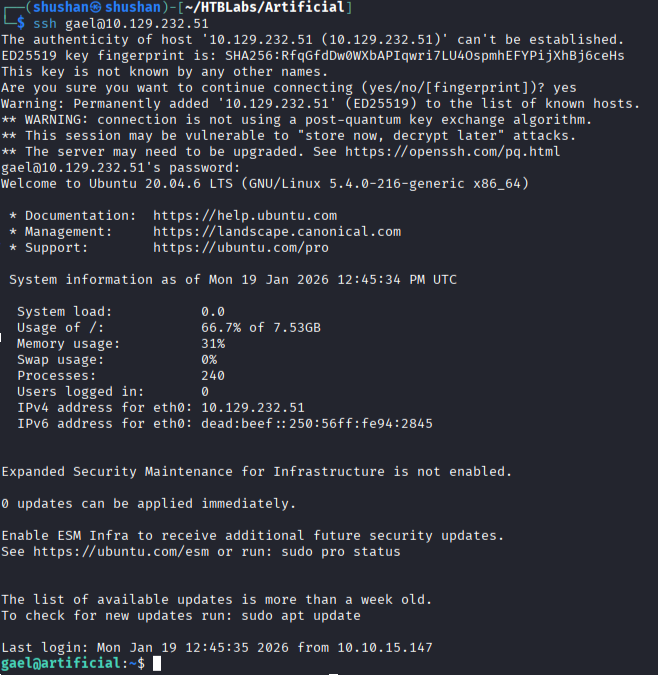 ┌──(shushan㉿shushan)-[~/HTBLabs/Artificial]
└─$ ssh gael@10.129.232.51
The authenticity of host '10.129.232.51 (10.129.232.51)' can't be established.
ED25519 key fingerprint is: SHA256:RfqGfdDw0WXbAPIqwri7LU4OspmhEFYPijXhBj6ceHs
This key is not known by any other names.
Are you sure you want to continue connecting (yes/no/[fingerprint])? yes
Warning: Permanently added '10.129.232.51' (ED25519) to the list of known hosts.
** WARNING: connection is not using a post-quantum key exchange algorithm.
** This session may be vulnerable to "store now, decrypt later" attacks.
** The server may need to be upgraded. See https://openssh.com/pq.html
gael@10.129.232.51's password:
Welcome to Ubuntu 20.04.6 LTS (GNU/Linux 5.4.0-216-generic x86_64)
* Documentation:  https://help.ubuntu.com
* Management:     https://landscape.canonical.com
* Support:        https://ubuntu.com/pro
System information as of Mon 19 Jan 2026 12:45:34 PM UTC
System load:           0.0
Usage of /:            66.7% of 7.53GB
Memory usage:          31%
Swap usage:            0%
Processes:             240
Users logged in:       0
IPv4 address for eth0: 10.129.232.51
IPv6 address for eth0: dead:beef::250:56ff:fe94:2845
Expanded Security Maintenance for Infrastructure is not enabled.
0 updates can be applied immediately.
Enable ESM Infra to receive additional future security updates.
See https://ubuntu.com/esm or run: sudo pro status
The list of available updates is more than a week old.
To check for new updates run: sudo apt update
Last login: Mon Jan 19 12:45:35 2026 from 10.10.15.147
gael@artificial:~$